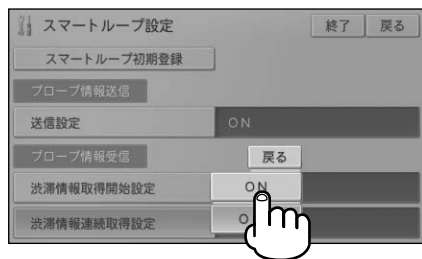 スマートループ設定
終了 戻る
スマートループ初期登録
プローブ情報送信
送信設定 ON
プローブ情報受信 戻る
渋滞情報取得開始設定 ON
渋滞情報連続取得設定 O